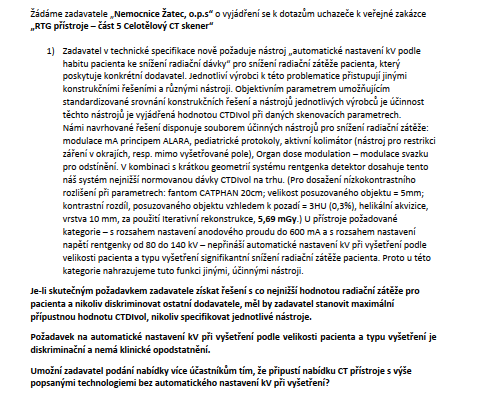 Žádáme zadavatele „Nemocnice Žatec, o.p.s“ o vyjádření se k dotazům uchazeče k veřejné zakázce
„RTG přístroje – část 5 Celotělový CT skener“
1) Zadavatel v technické specifikace nově požaduje nástroj „automatické nastavení kV podle
habitu pacienta ke snížení radiační dávky“ pro snížení radiační zátěže pacienta, který
poskytuje konkrétní dodavatel. Jednotliví výrobci k této problematice přistupují jinými
konstrukčními řešeními a různými nástroji. Objektivním parametrem umožňujícím
standardizované srovnání konstrukčních řešení a nástrojů jednotlivých výrobců je účinnost
těchto nástrojů je vyjádřená hodnotou CTDIvol při daných skenovacích parametrech.
Námi navrhované řešení disponuje souborem účinných nástrojů pro snížení radiační zátěže:
modulace mA principem ALARA, pediatrické protokoly, aktivní kolimátor (nástroj pro restrikci
záření v okrajích, resp. mimo vyšetřované pole), Organ dose modulation – modulace svazku
pro odstínění. V kombinaci s krátkou geometrií systému rentgenka detektor dosahuje tento
náš systém nejnižší normovanou dávky CTDIvol na trhu. (Pro dosažení nízkokontrastního
rozlišení při parametrech: fantom CATPHAN 20cm; velikost posuzovaného objektu = 5mm;
kontrastní rozdíl, posuzovaného objektu vzhledem k pozadí = 3HU (0,3%), helikální akvizice,
vrstva 10 mm, za použití iterativní rekonstrukce, 5,69 mGy.) U přístroje požadované
kategorie – s rozsahem nastavení anodového proudu do 600 mA a s rozsahem nastavení
napětí rentgenky od 80 do 140 kV – nepřináší automatické nastavení kV při vyšetření podle
velikosti pacienta a typu vyšetření signifikantní snížení radiační zátěže pacienta. Proto u této
kategorie nahrazujeme tuto funkci jinými, účinnými nástroji.
Je-li skutečným požadavkem zadavatele získat řešení s co nejnižší hodnotou radiační zátěže pro
pacienta a nikoliv diskriminovat ostatní dodavatele, měl by zadavatel stanovit maximální
přípustnou hodnotu CTDIvol, nikoliv specifikovat jednotlivé nástroje.
Požadavek na automatické nastavení kV při vyšetření podle velikosti pacienta a typu vyšetření je
diskriminační a nemá klinické opodstatnění.
Umožní zadavatel podání nabídky více účastníkům tím, že připustí nabídku CT přístroje s výše
popsanými technologiemi bez automatického nastavení kV při vyšetření?